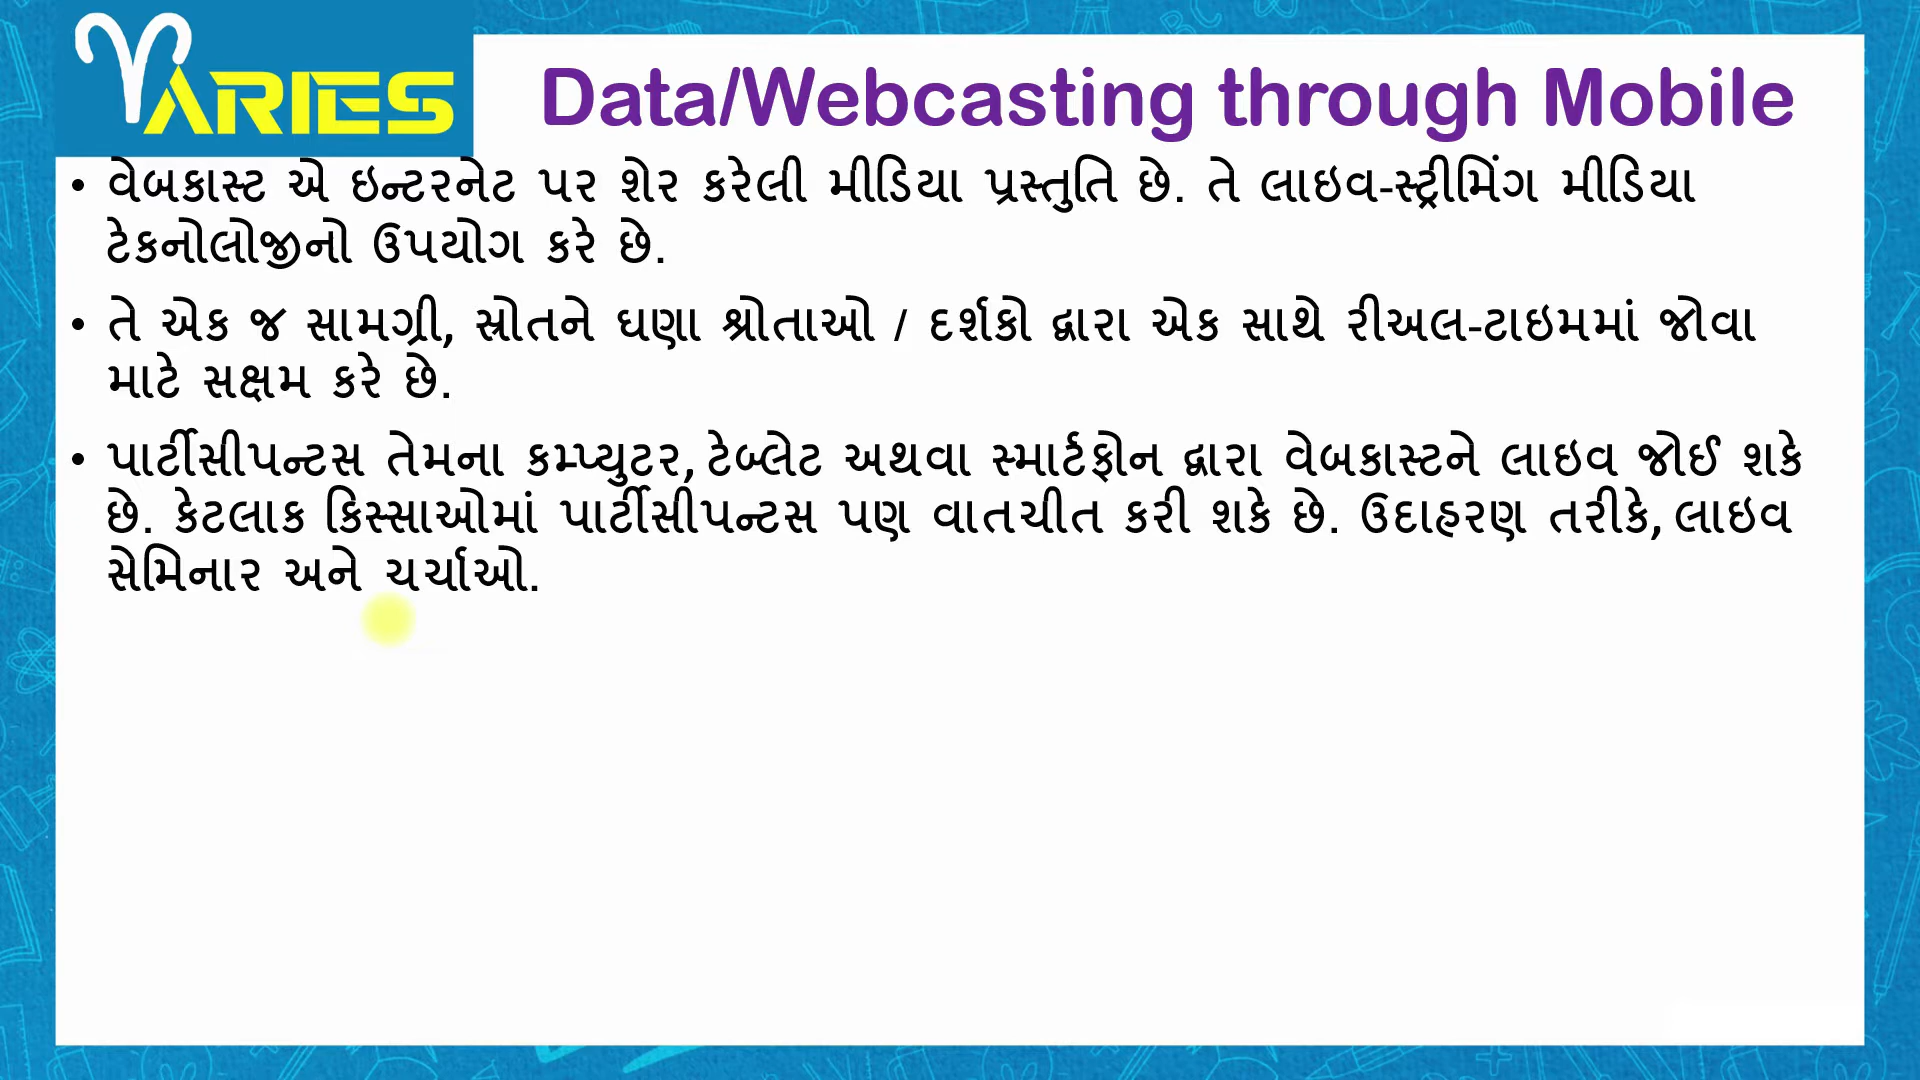 ARIES
Data/Webcasting through Mobile
• વેબકાસ્ટ એ ઇન્ટરનેટ પર શેર કરેલી મીડિયા પ્રસ્તુતિ છે. તે લાઇવ-સ્ટ્રીમિંગ મીડિયા
ટેકનોલોજીનો ઉપયોગ કરે છે.
• તે એક જ સામગ્રી, સ્રોતને ઘણા શ્રોતાઓ / દર્શકો દ્વારા એક સાથે રીઅલ-ટાઇમમાં જોવા
માટે સક્ષમ કરે છે.
• પાર્ટીસીપન્ટસ તેમના કમ્પ્યુટર, ટેબ્લેટ અથવા સ્માર્ટફોન દ્વારા વેબકાસ્ટને લાઇવ જોઈ શકે
છે. કેટલાક કિસ્સાઓમાં પાર્ટીસીપન્ટસ પણ વાતચીત કરી શકે છે. ઉદાહરણ તરીકે, લાઇવ
સેમિનાર અને ચર્ચાઓ.